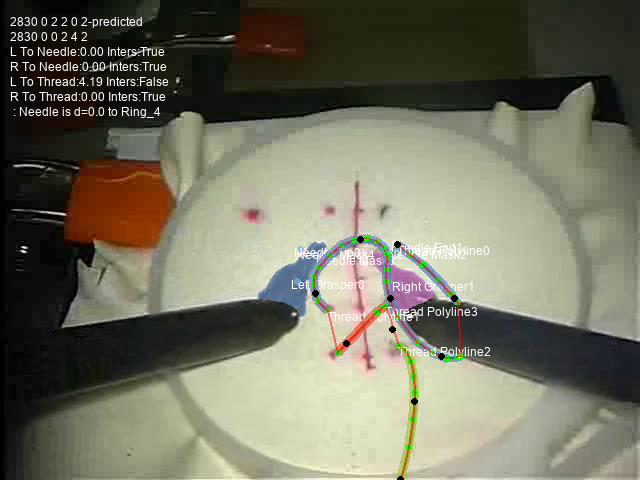 2830 0 2 2 0 2-predicted
2830 0 0 2 4 2
L To Needle:0.00 Inters:True
R To Needle:0.00 Inters:True
L To Thread:4.19 Inters:False
R To Thread:0.00 Inters:True
: Needle is d=0.0 to Ring_4
Left Grasper0
Right Grasper1
Thread Polyline3
Thread Polyline1
Thread Polyline2